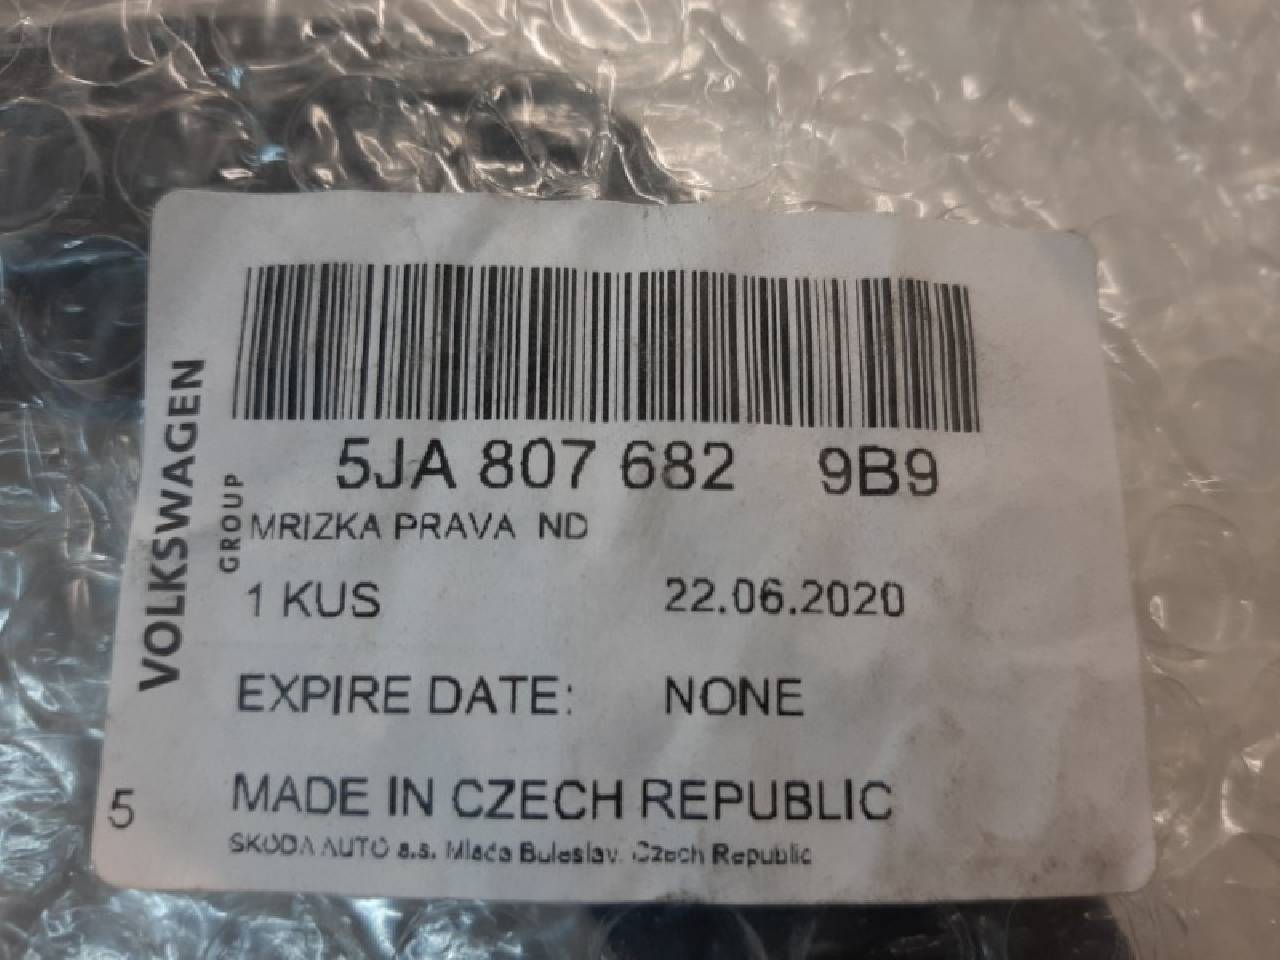 VOLKSWAGEN
GROUP
5JA 807 682 9B9
MRIZKA PRAVA ND
1 KUS 22.06.2020
EXPIRE DATE: NONE
MADE IN CZECH REPUBLIC
5
SKODA AUTO a.s. Mlada Boleslav, Czech Republic